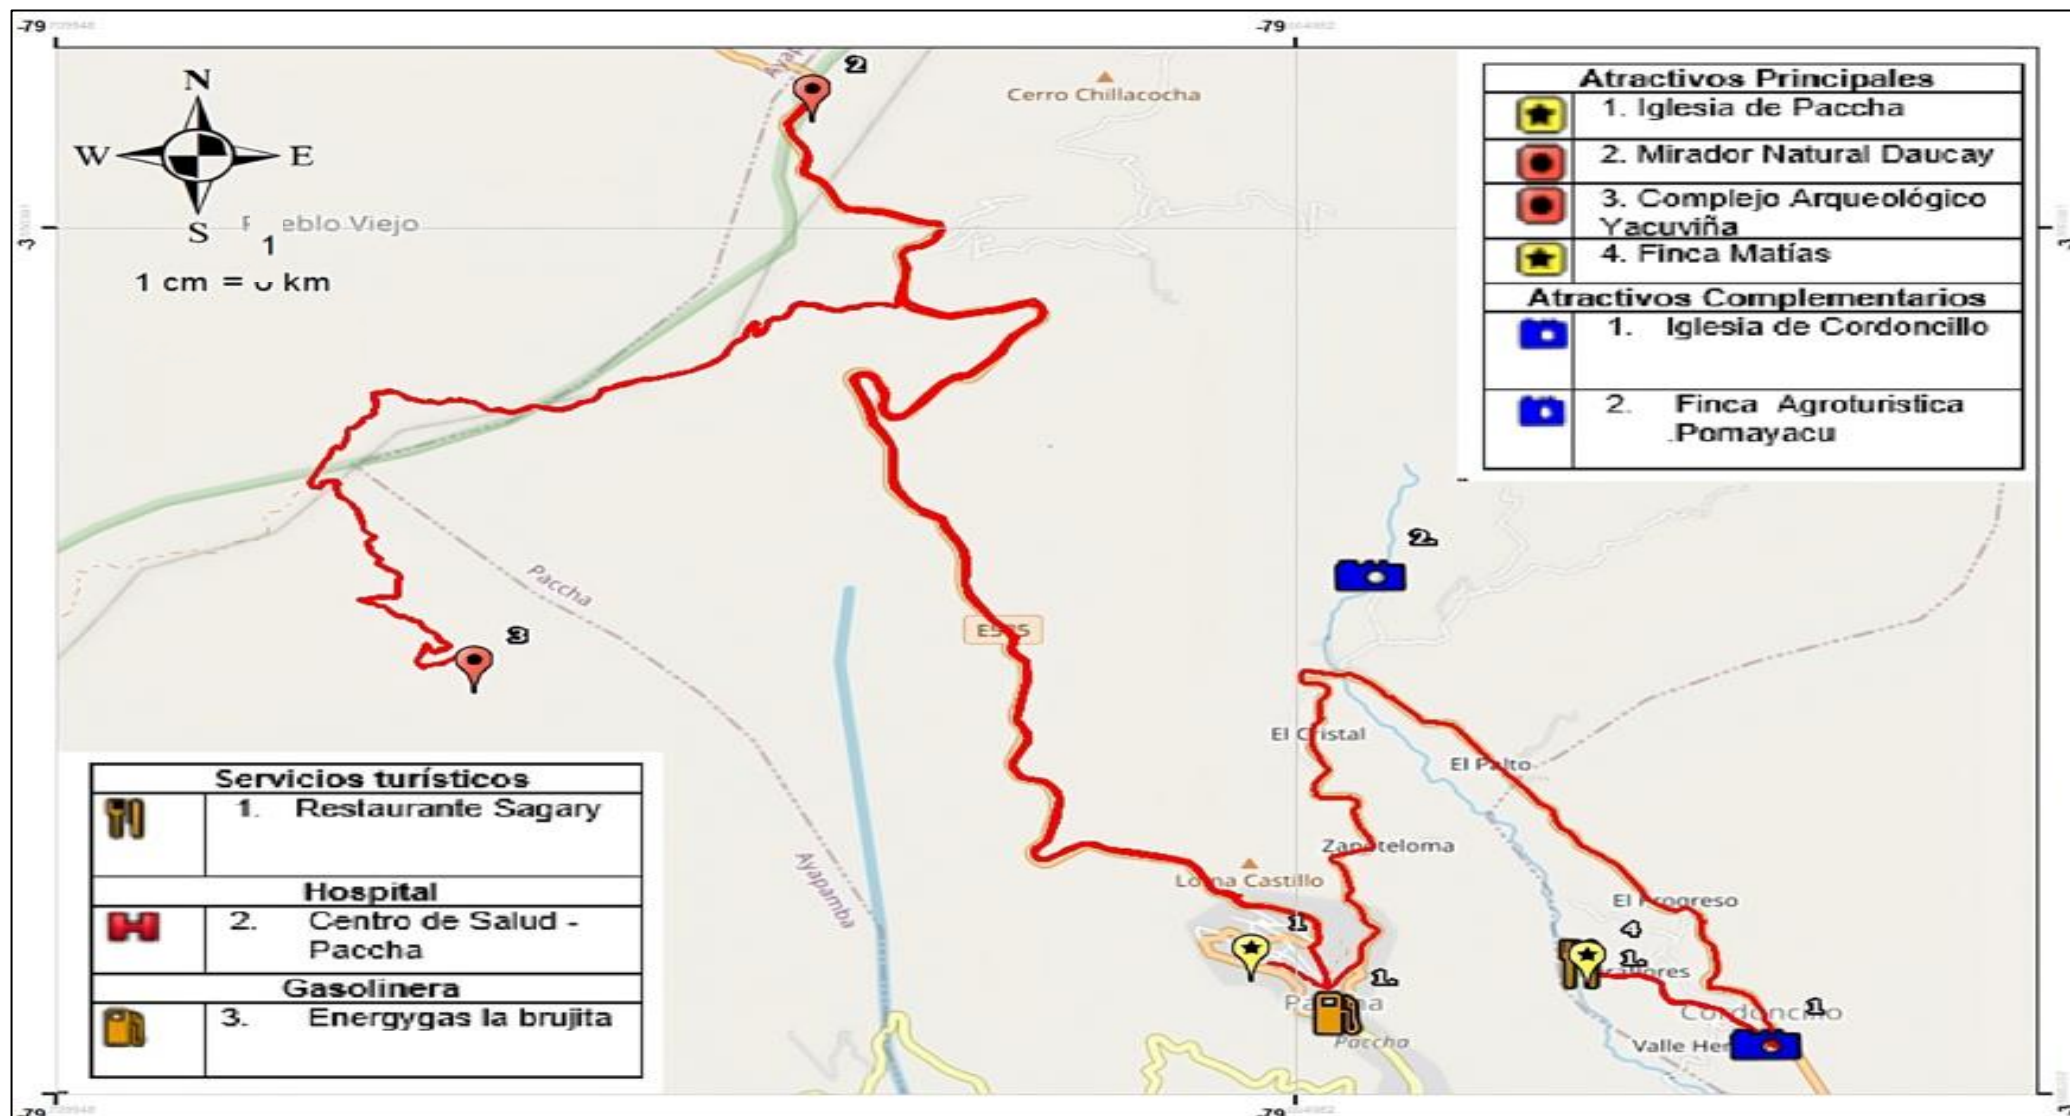 -79
-79
N
W
E
S
eblo Viejo
1
1 cm = km
2
Cerro Chillacocha
Atractivos Principales
1. Iglesia de Paccha
2. Mirador Natural Daucay
3. Complejo Arqueológico
Yacuviña
4. Finca Matías
Atractivos Complementarios
1. Iglesia de Cordoncillo
2. Finca Agroturistica
.Pomayacu
2.
Paccha
3
El Cristal
El Palto
Zapoteloma
Loma Castillo
El Progreso
Ayapamba
1
4
1.
1.
1
Cordoncillo
Paccha
Valle Her
Servicios turísticos
1. Restaurante Sagary
Hospital
2. Centro de Salud -
Paccha
Gasolinera
3. Energygas la brujita
-79
-79